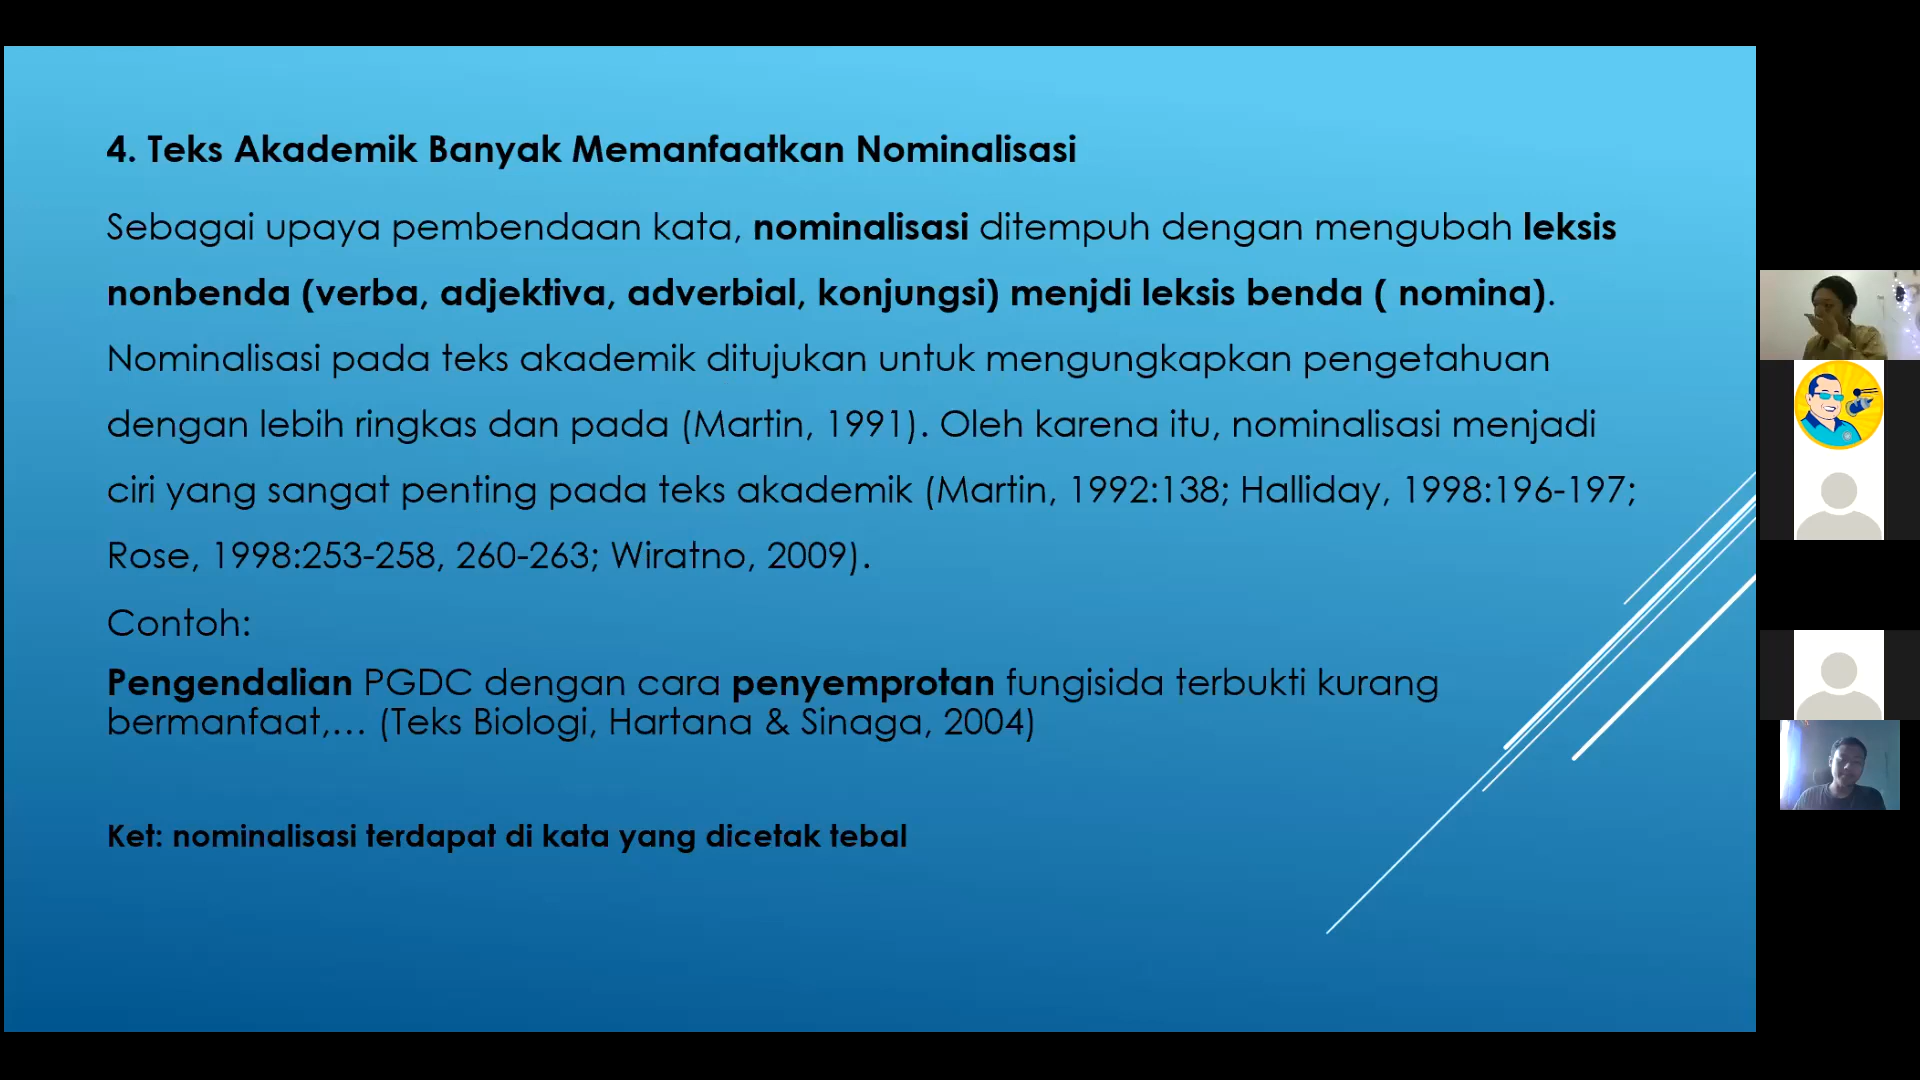 4. Teks Akademik Banyak Memanfaatkan Nominalisasi
Sebagai upaya pembendaan kata, nominalisasi ditempuh dengan mengubah leksis
nonbenda (verba, adjektiva, adverbial, konjungsi) menjdi leksis benda ( nomina).
Nominalisasi pada teks akademik ditujukan untuk mengungkapkan pengetahuan
dengan lebih ringkas dan pada (Martin, 1991). Oleh karena itu, nominalisasi menjadi
ciri yang sangat penting pada teks akademik (Martin, 1992:138; Halliday, 1998:196-197;
Rose, 1998:253-258, 260-263; Wiratno, 2009).
Contoh:
Pengendalian PGDC dengan cara penyemprotan fungisida terbukti kurang
bermanfaat,... (Teks Biologi, Hartana & Sinaga, 2004)
Ket: nominalisasi terdapat di kata yang dicetak tebal